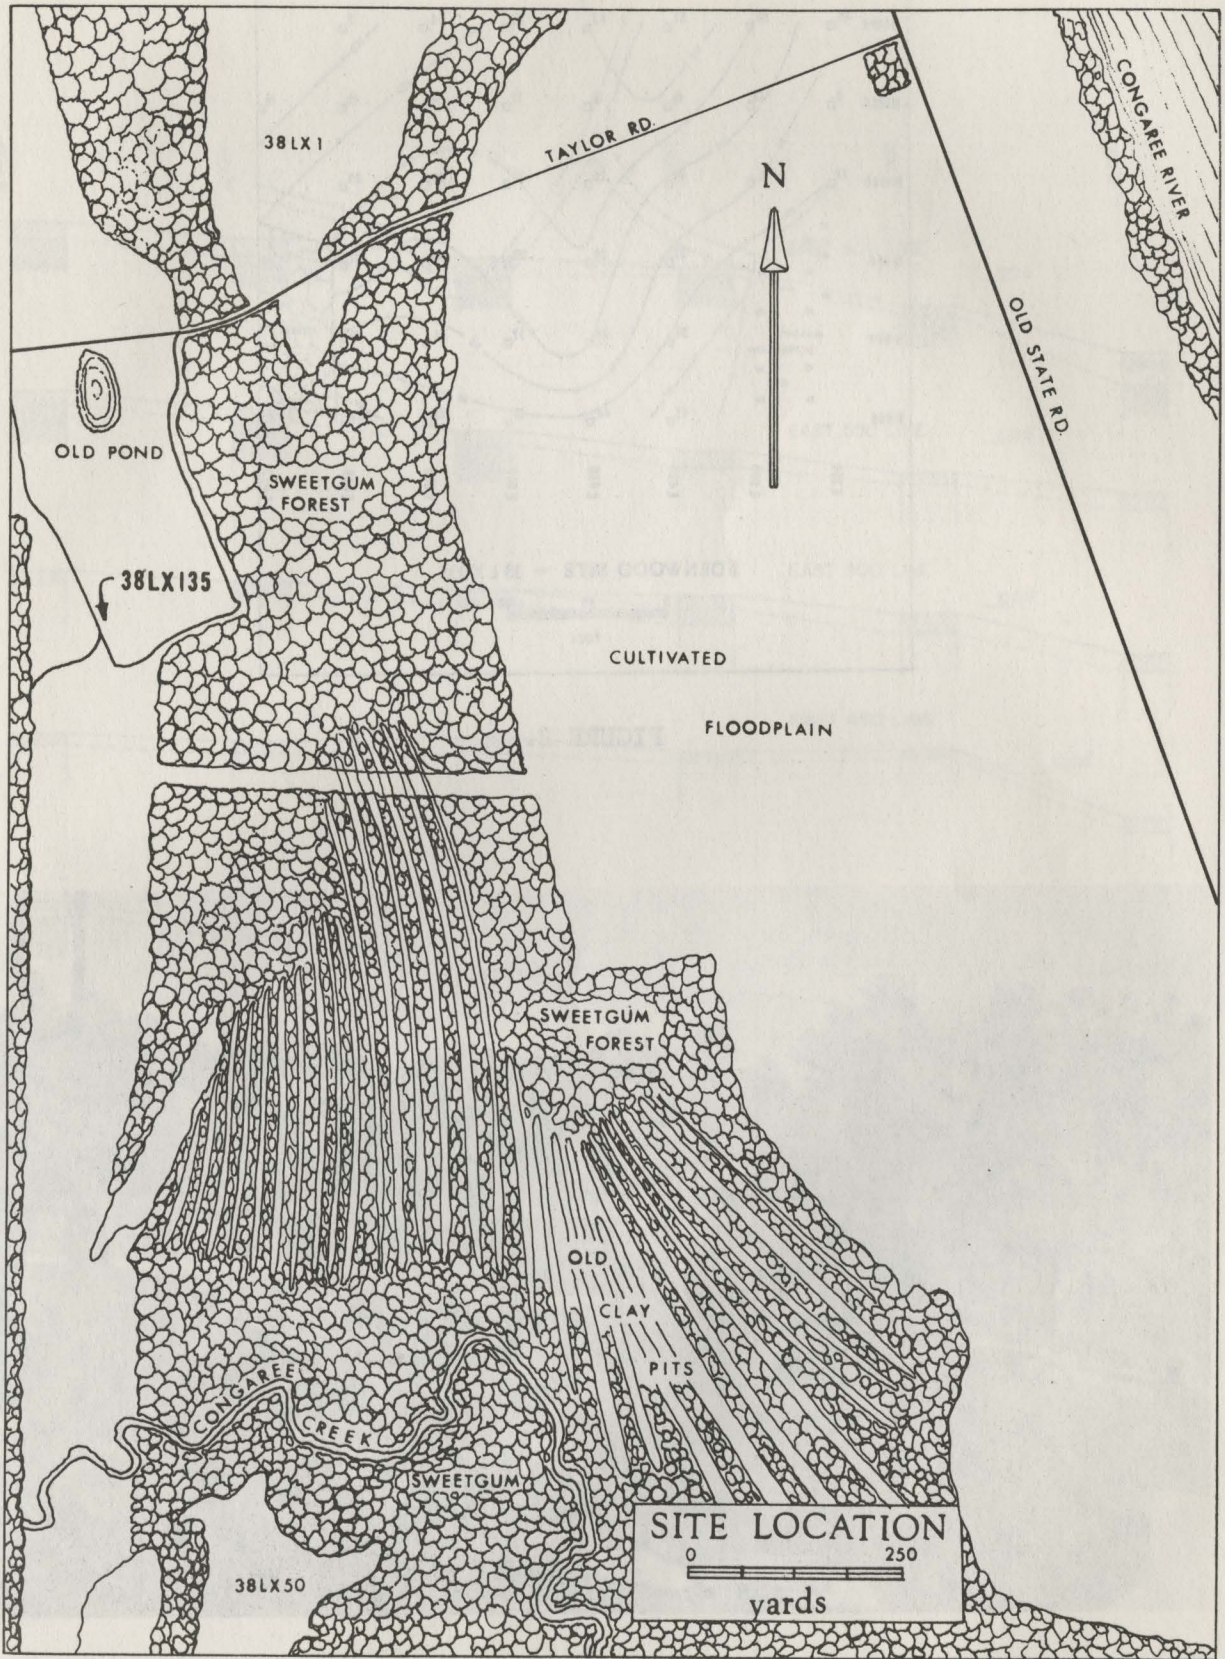 38LX1
TAYLOR RD.
CONGAREE RIVER
N
OLD STATE RD.
OLD POND
SWEETGUM
FOREST
38LX135
CULTIVATED
FLOODPLAIN
SWEETGUM
FOREST
OLD
CLAY
PITS
CONGAREE
CREEK
SWEETGUM
38LX50
SITE LOCATION
0 250
yards